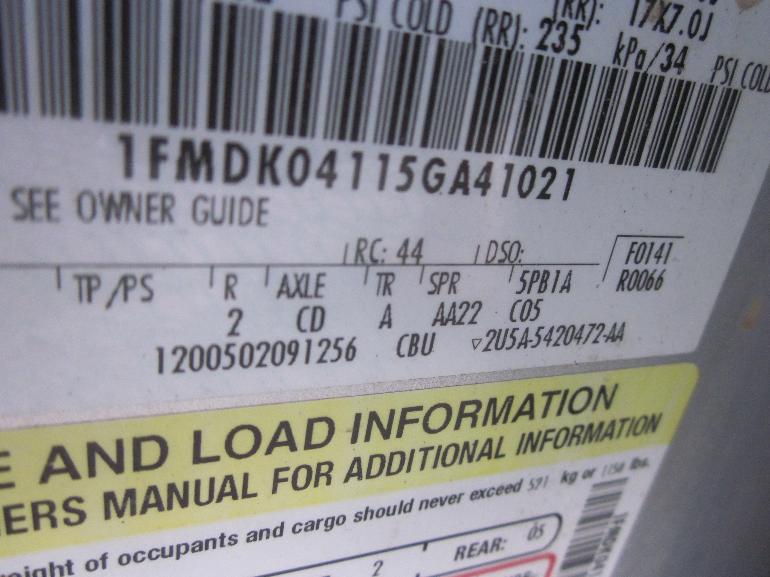 PSI COLD (RR): 17X7.0J
(RR): 235 kPa/34 PSI COLD
1FMDK04115GA41021
SEE OWNER GUIDE
RC: 44 DSO: F0141
TP/PS R AXLE TR SPR 5PB1A R0066
2 CD A AA22 C05
1200502091256 CBU ▽2U5A-5420472-AA
E AND LOAD INFORMATION
ERS MANUAL FOR ADDITIONAL INFORMATION
eight of occupants and cargo should never exceed 521 kg or 1150 lbs.
2 REAR: 05